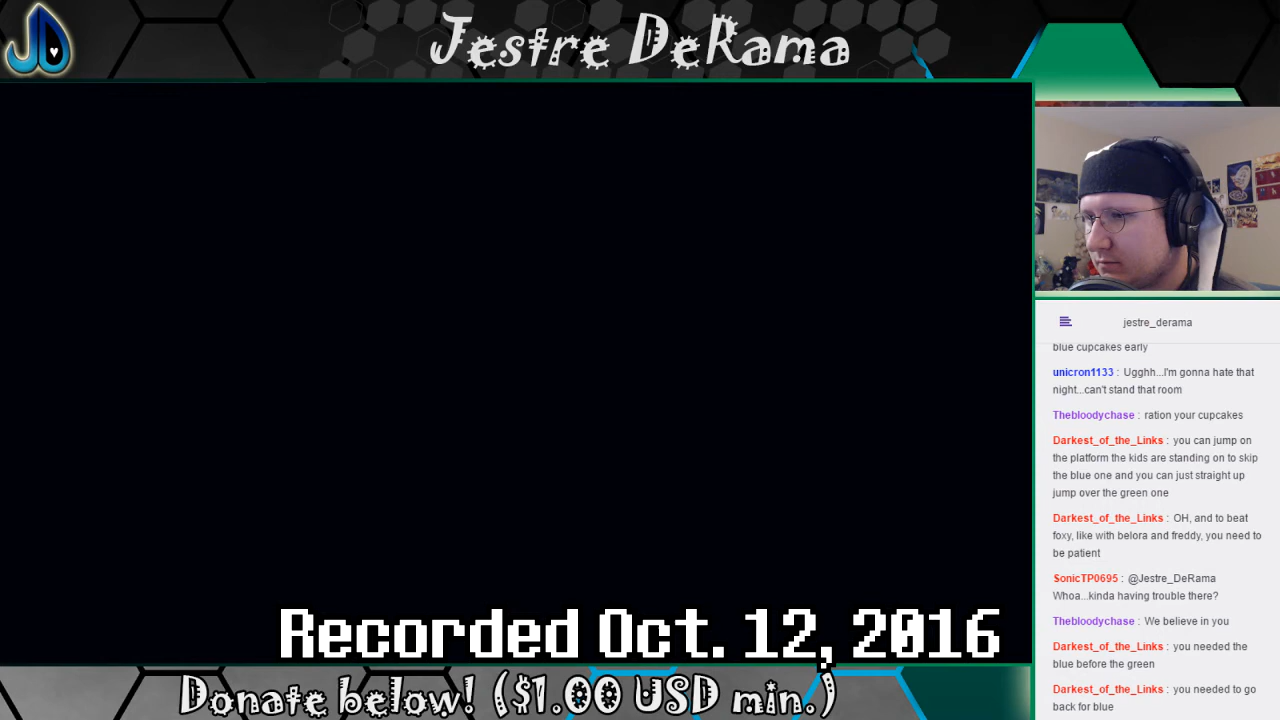 JD
Jestre DeRama
jestre_derama
blue cupcakes early
unicron1133 : Ugghh...I'm gonna hate that
night...can't stand that room
Thebloodychase : ration your cupcakes
Darkest_of_the_Links : you can jump on
the platform the kids are standing on to skip
the blue one and you can just straight up
jump over the green one
Darkest_of_the_Links : OH, and to beat
foxy, like with belora and freddy, you need to
be patient
SonicTP0695 : @Jestre_DeRama
Whoa...kinda having trouble there?
Thebloodychase : We believe in you
Darkest_of_the_Links : you needed the
blue before the green
Darkest_of_the_Links : you needed to go
back for blue
Recorded Oct. 12, 2016
Donate below! ($1.00 USD min.)